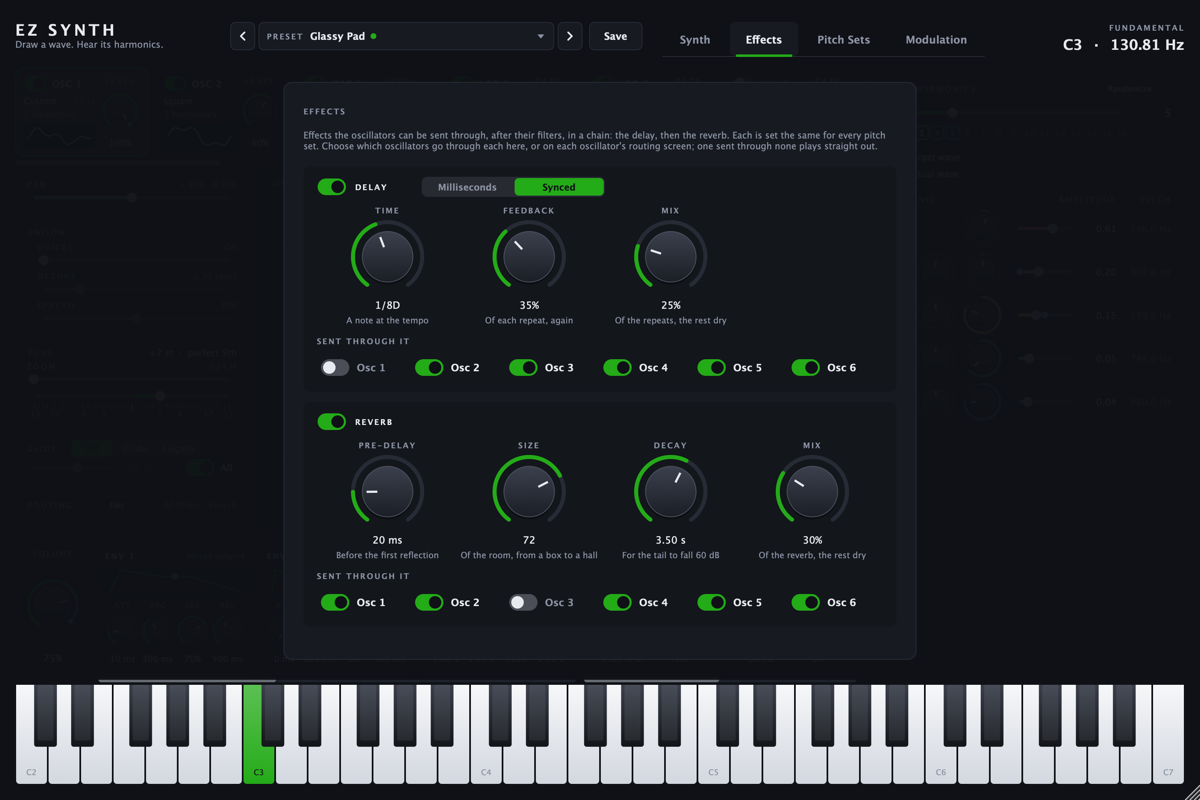 EZ SYNTH
Draw a wave. Hear its harmonics.
PRESET Glassy Pad
Save
Synth
Effects
Pitch Sets
Modulation
FUNDAMENTAL
C3 · 130.81 Hz
EFFECTS
Effects the oscillators can be sent through, after their filters, in a chain: the delay, then the reverb. Each is set the same for every pitch
set. Choose which oscillators go through each here, or on each oscillator's routing screen; one sent through none plays straight out.
DELAY
Milliseconds
Synced
TIME
FEEDBACK
MIX
1/8D
35%
25%
A note at the tempo
Of each repeat, again
Of the repeats, the rest dry
SENT THROUGH IT
Osc 1
Osc 2
Osc 3
Osc 4
Osc 5
Osc 6
REVERB
PRE-DELAY
SIZE
DECAY
MIX
20 ms
72
3.50 s
30%
Before the first reflection
Of the room, from a box to a hall
For the tail to fall 60 dB
Of the reverb, the rest dry
SENT THROUGH IT
Osc 1
Osc 2
Osc 3
Osc 4
Osc 5
Osc 6
C2
C3
C4
C5
C6
C7